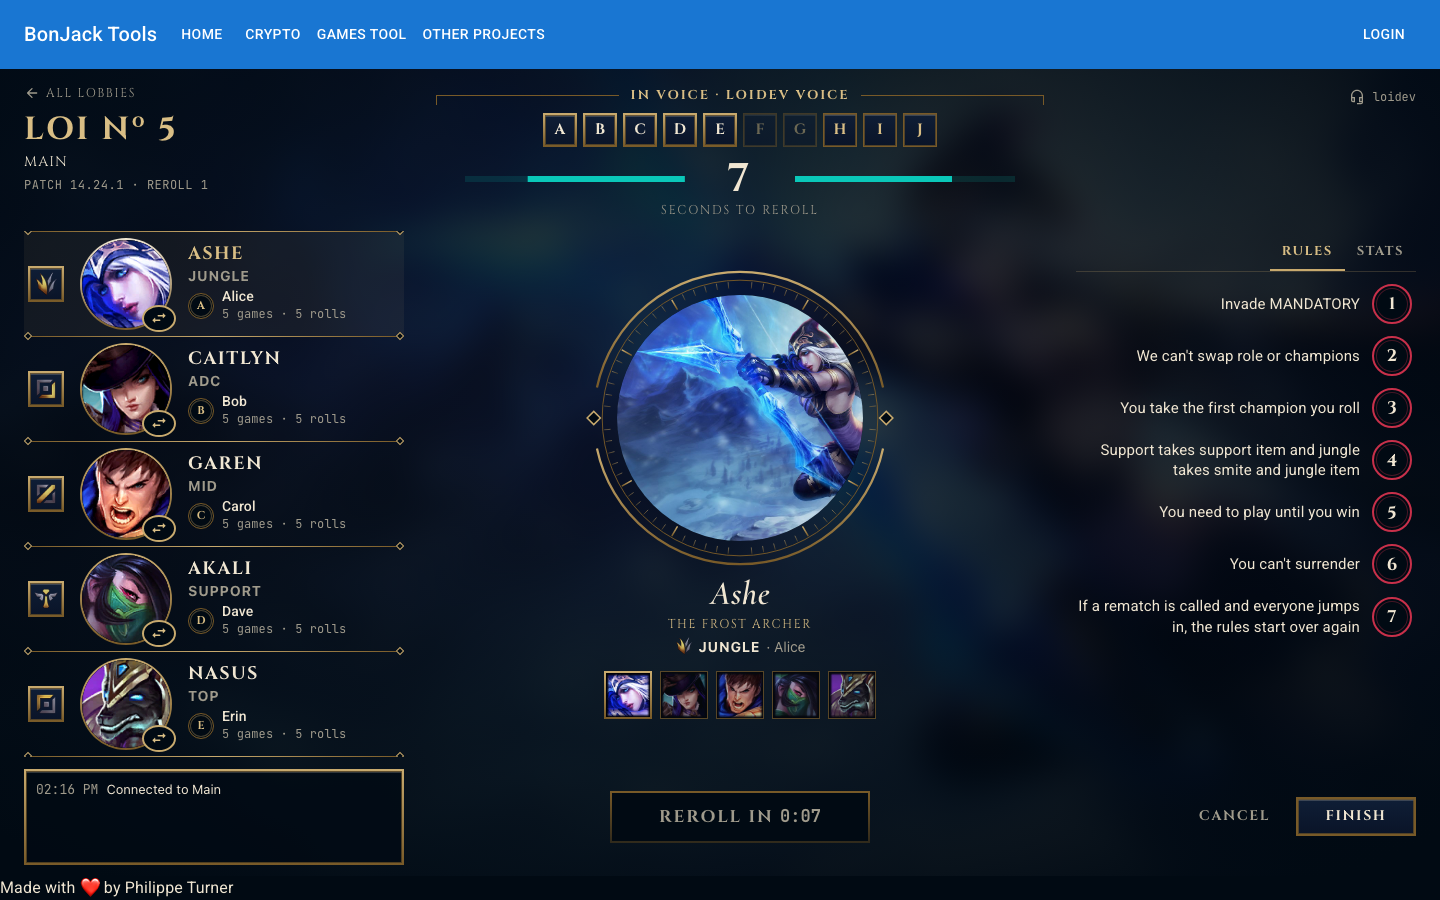 BonJack Tools HOME CRYPTO GAMES TOOL OTHER PROJECTS LOGIN
ALL LOBBIES
LOI Nº 5
MAIN
PATCH 14.24.1 · REROLL 1
IN VOICE · LOIDEV VOICE
A B C D E F G H I J
7
SECONDS TO REROLL
loidev
ASHE
JUNGLE
A Alice
5 games · 5 rolls
CAITLYN
ADC
B Bob
5 games · 5 rolls
GAREN
MID
C Carol
5 games · 5 rolls
AKALI
SUPPORT
D Dave
5 games · 5 rolls
NASUS
TOP
E Erin
5 games · 5 rolls
02:16 PM Connected to Main
Ashe
THE FROST ARCHER
JUNGLE · Alice
REROLL IN 0:07
RULES STATS
Invade MANDATORY 1
We can't swap role or champions 2
You take the first champion you roll 3
Support takes support item and jungle
takes smite and jungle item 4
You need to play until you win 5
You can't surrender 6
If a rematch is called and everyone jumps
in, the rules start over again 7
CANCEL FINISH
Made with ❤️ by Philippe Turner